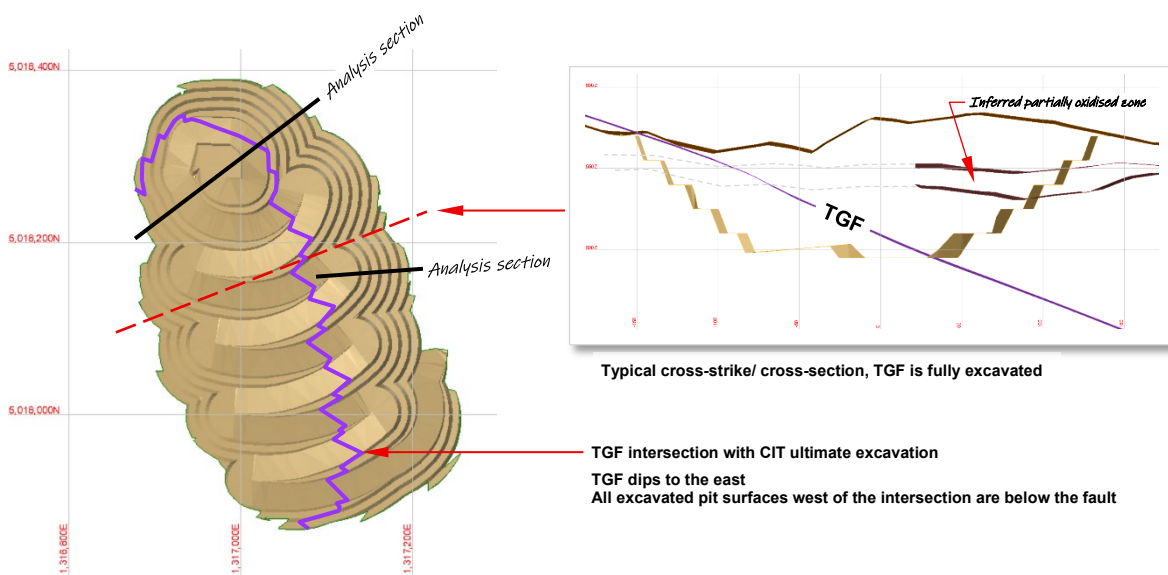 Analysis section
5,018,400N
Inferred partially oxidised zone
5,018,200N
TGF
Analysis section
Typical cross-strike/ cross-section, TGF is fully excavated
5,018,000N
TGF intersection with CIT ultimate excavation
TGF dips to the east
All excavated pit surfaces west of the intersection are below the fault
1,316,800E
1,317,000E
1,317,200E